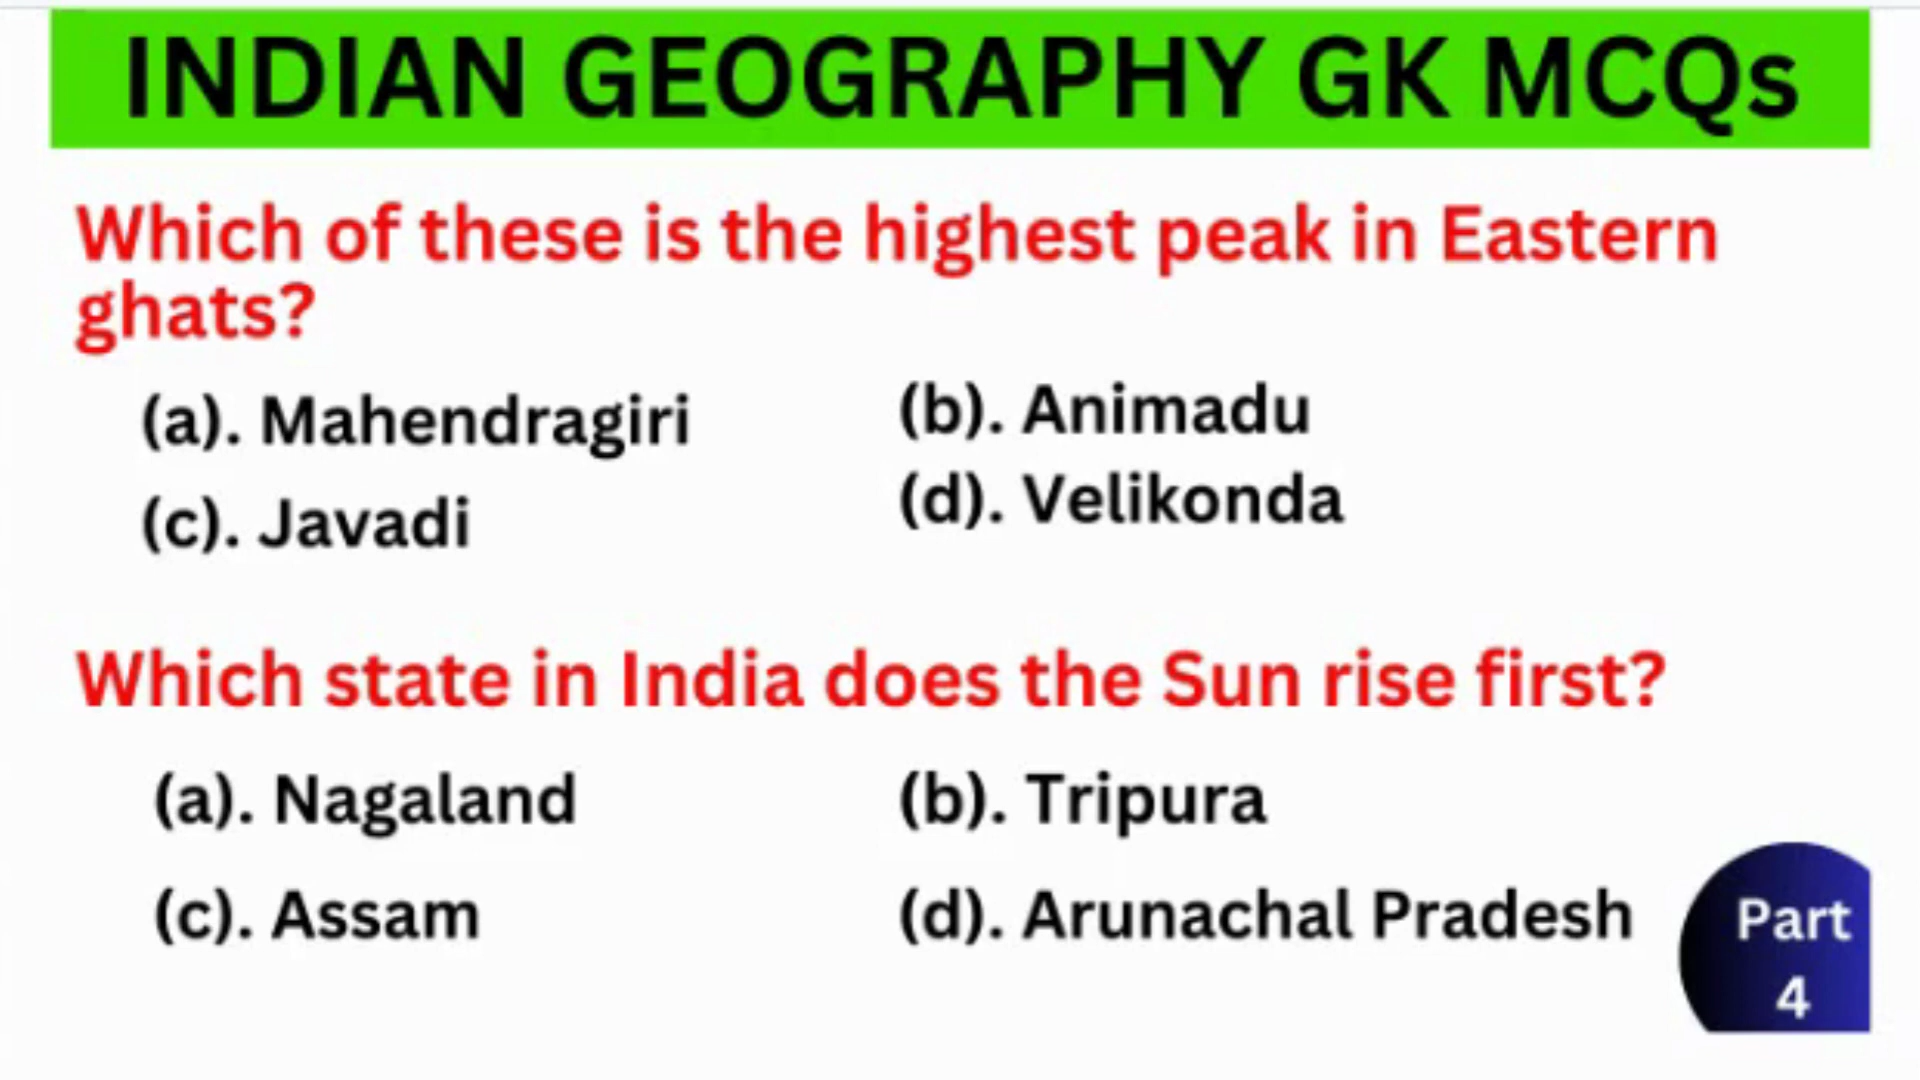 INDIAN GEOGRAPHY GK MCQs
Which of these is the highest peak in Eastern
ghats?
(a). Mahendragiri
(b). Animadu
(c). Javadi
(d). Velikonda
Which state in India does the Sun rise first?
(a). Nagaland
(b). Tripura
(c). Assam
(d). Arunachal Pradesh
Part
4